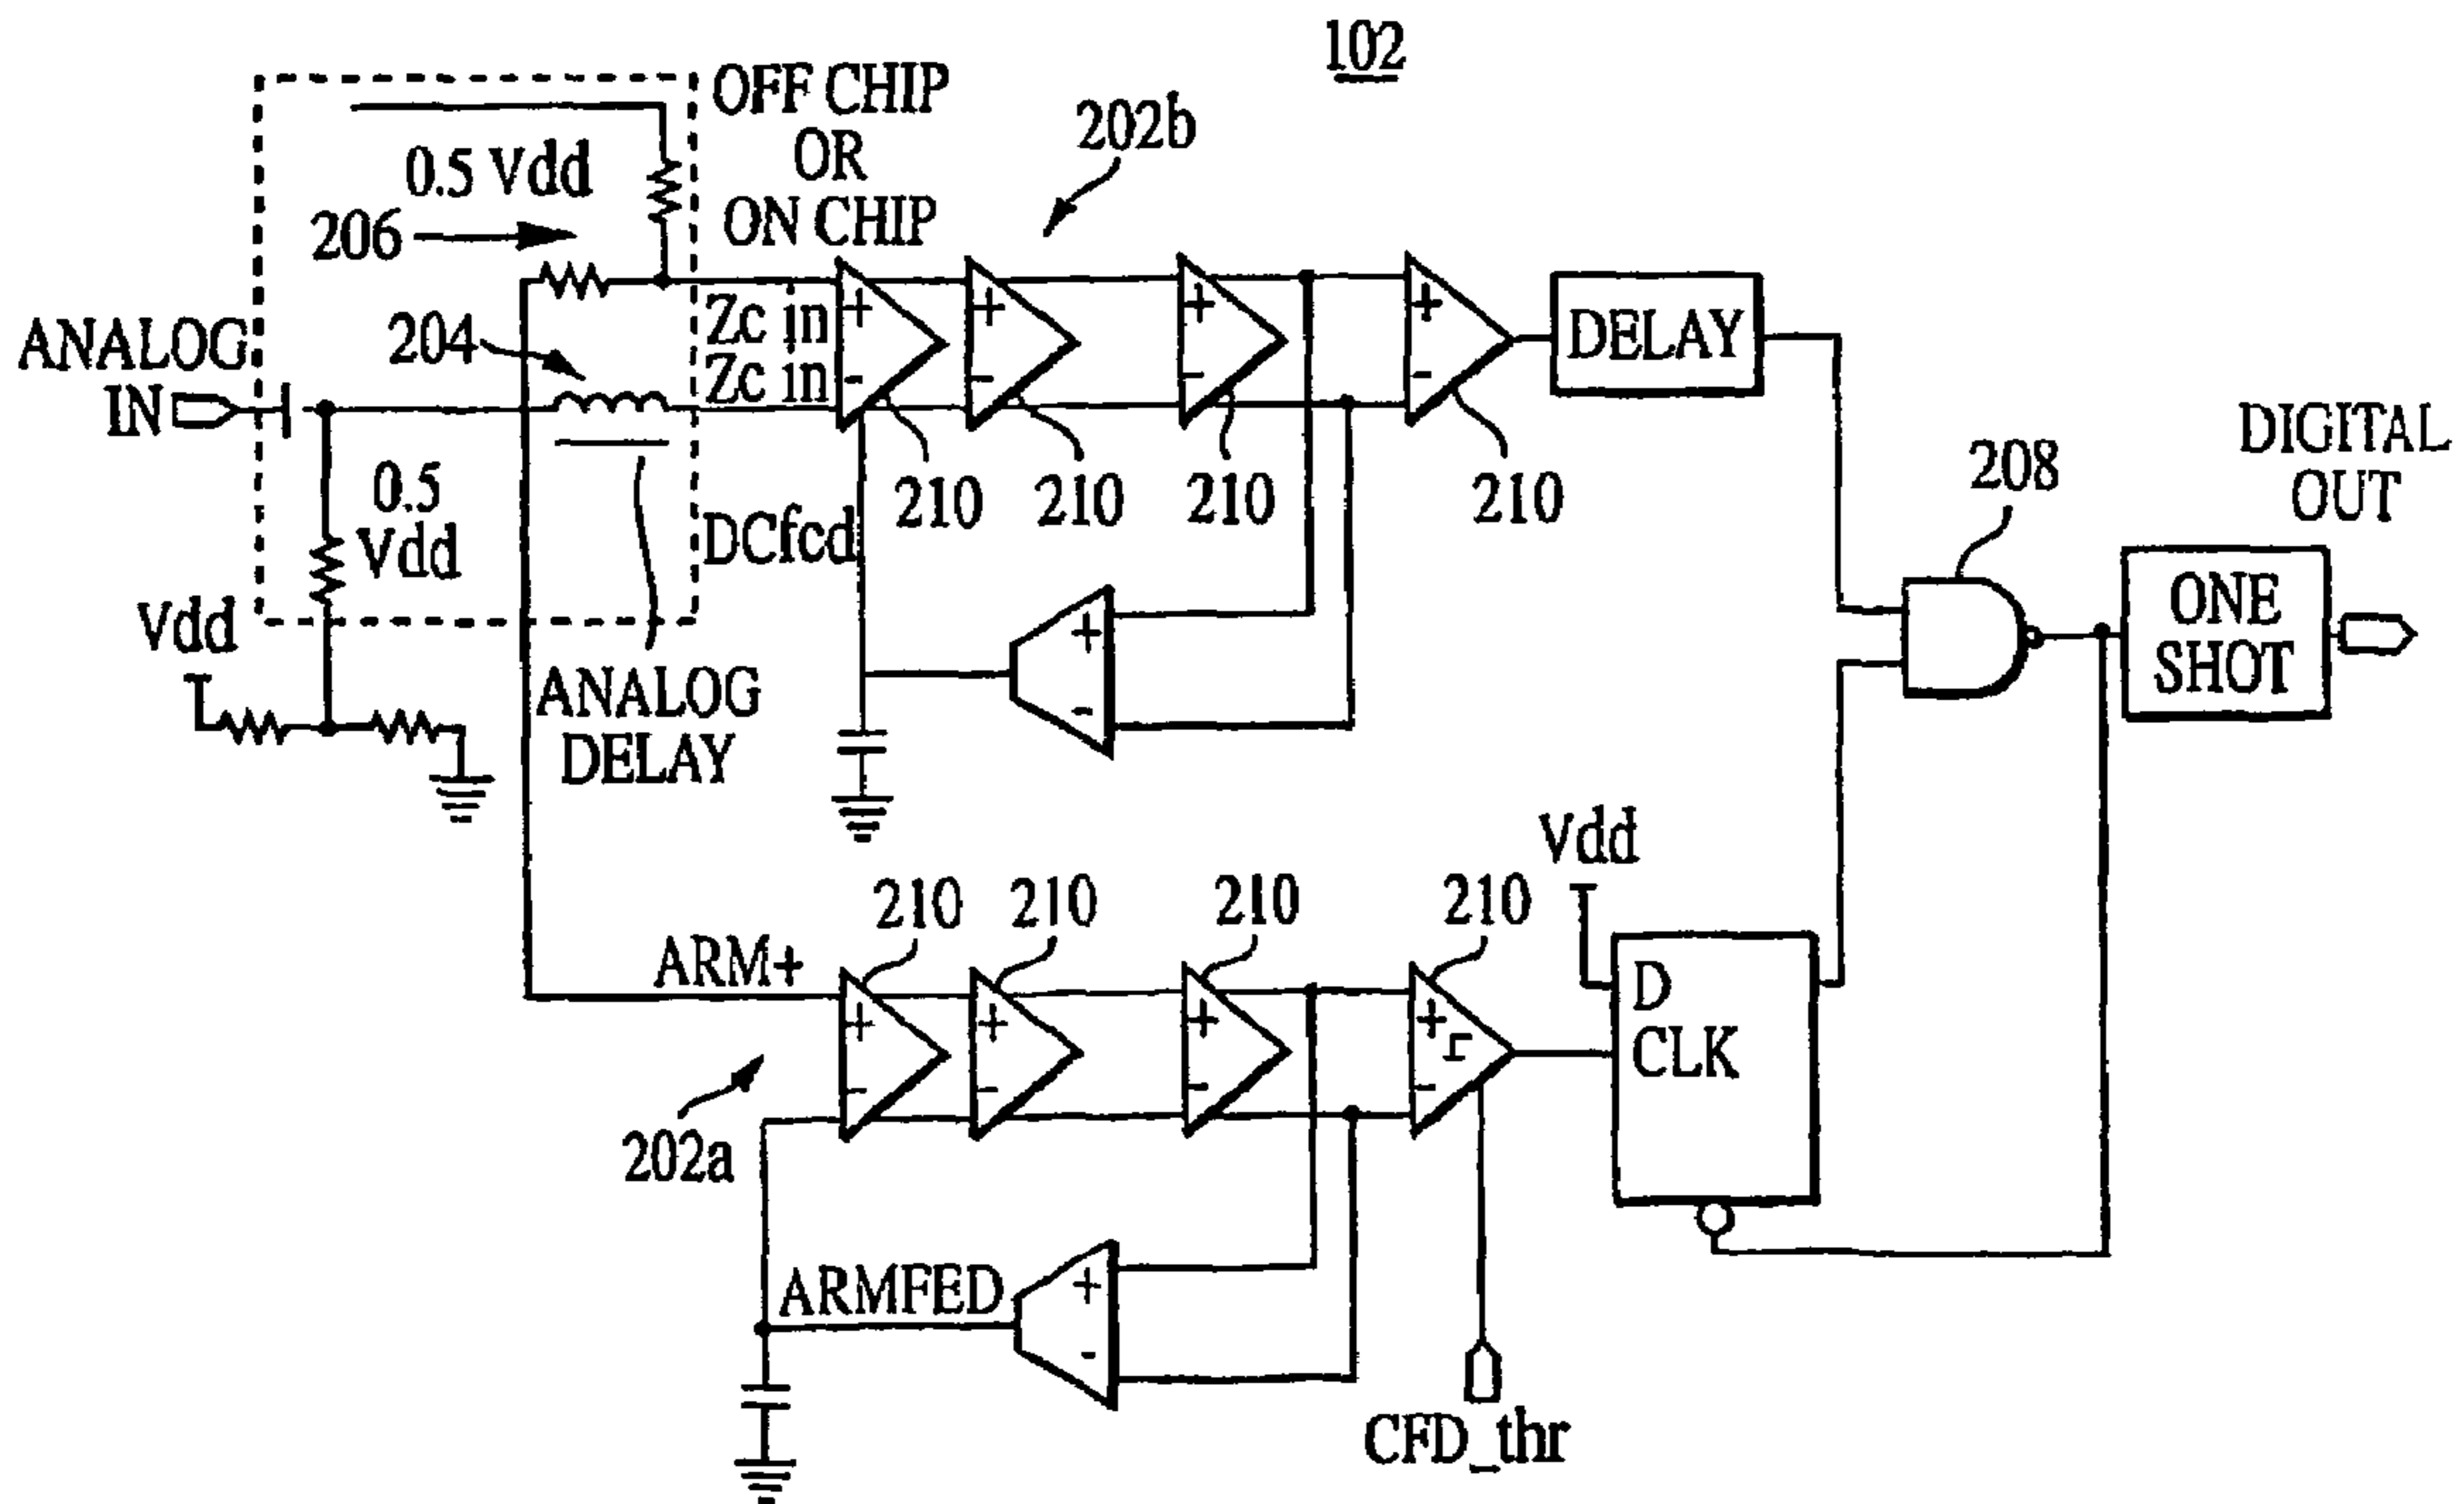 102
OFF CHIP
OR
ON CHIP
202b
0.5 Vdd
206
204
Zc in
Zc in
ANALOG
IN
+
-
+
-
+
-
+
-
DELAY
210
210
210
210
0.5
Vdd
DCfcd
208
DIGITAL
OUT
Vdd
ANALOG
DELAY
+
-
ONE
SHOT
Vdd
210
210
210
210
ARM+
+
-
+
-
+
-
+
-
D
CLK
202a
ARMFED
+
-
CFD_thr